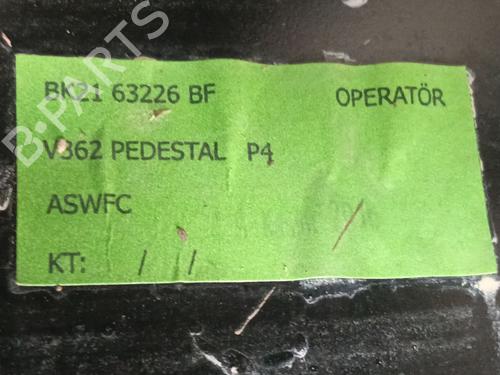 BK21 63226 BF OPERATÖR
V362 PEDESTAL P4
ASWFC
KT: / /
B-PARTS